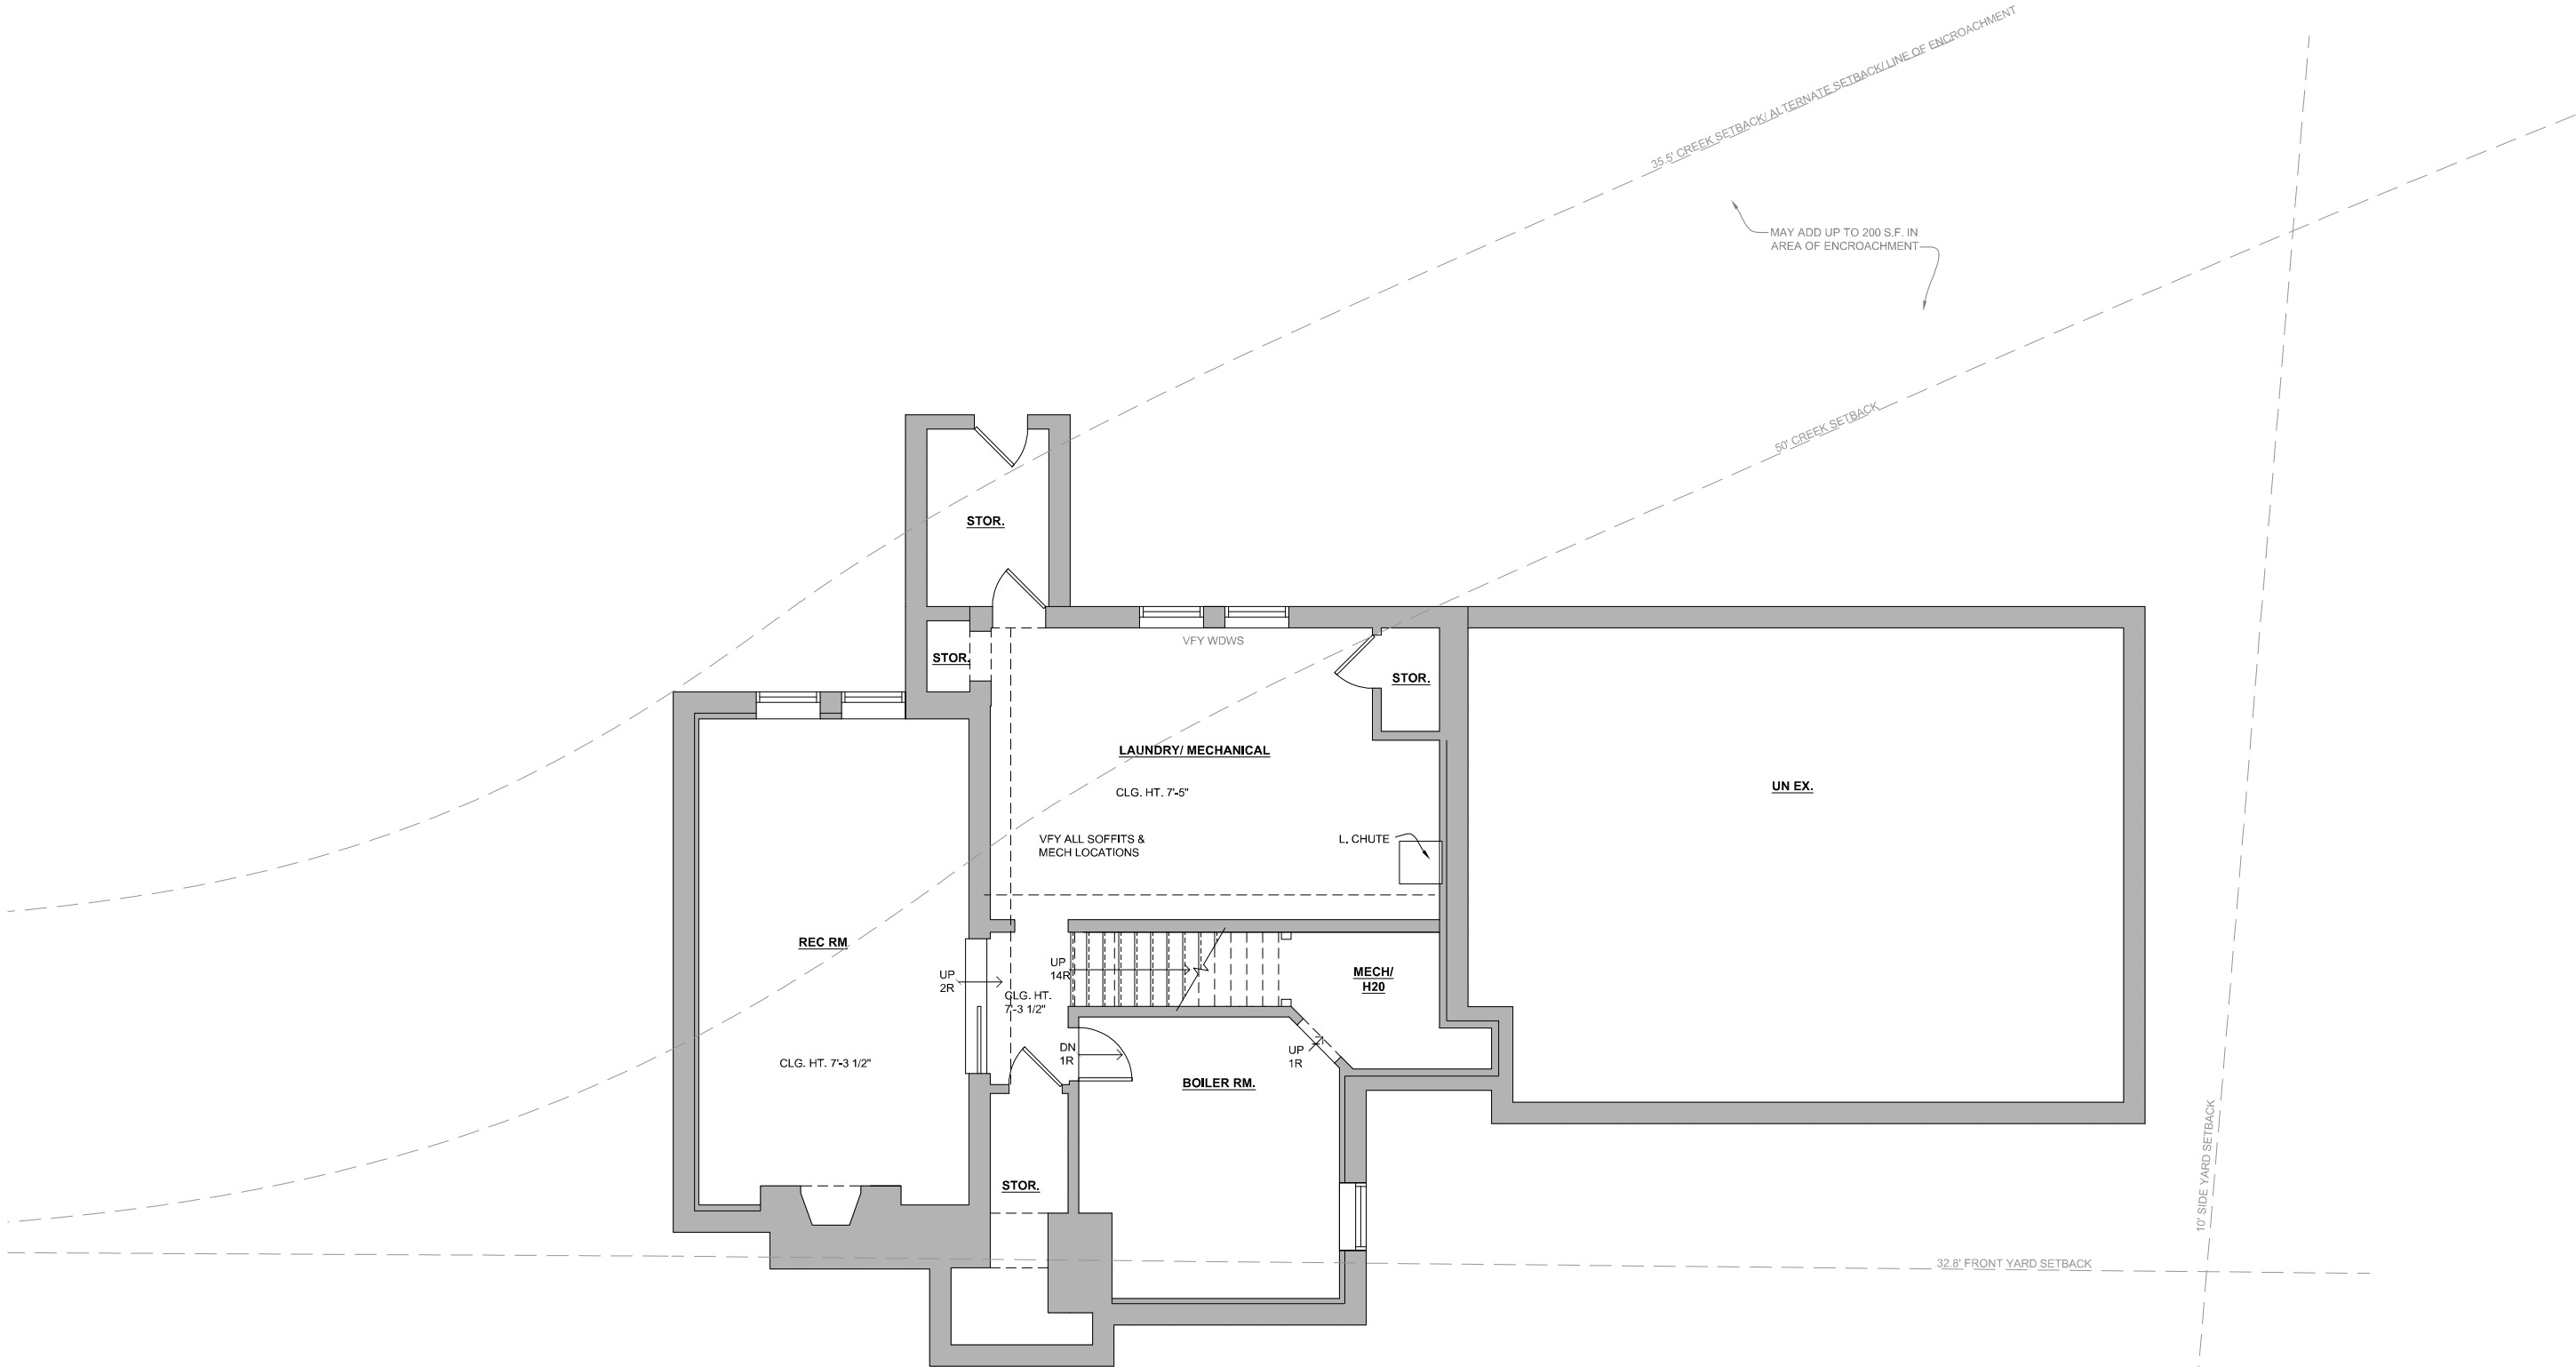 35.5' CREEK SETBACK/ ALTERNATE SETBACK/ LINE OF ENCROACHMENT
MAY ADD UP TO 200 S.F. IN
AREA OF ENCROACHMENT
50' CREEK SETBACK
STOR.
VFY WDWS
STOR.
STOR.
LAUNDRY/ MECHANICAL
CLG. HT. 7'-5"
UN EX.
VFY ALL SOFFITS &
MECH LOCATIONS
L. CHUTE
REC RM
UP
2R
UP
14R
MECH/
H20
CLG. HT.
7'-3 1/2"
DN
1R
UP
1R
CLG. HT. 7'-3 1/2"
BOILER RM.
STOR.
10' SIDE YARD SETBACK
32.8' FRONT YARD SETBACK